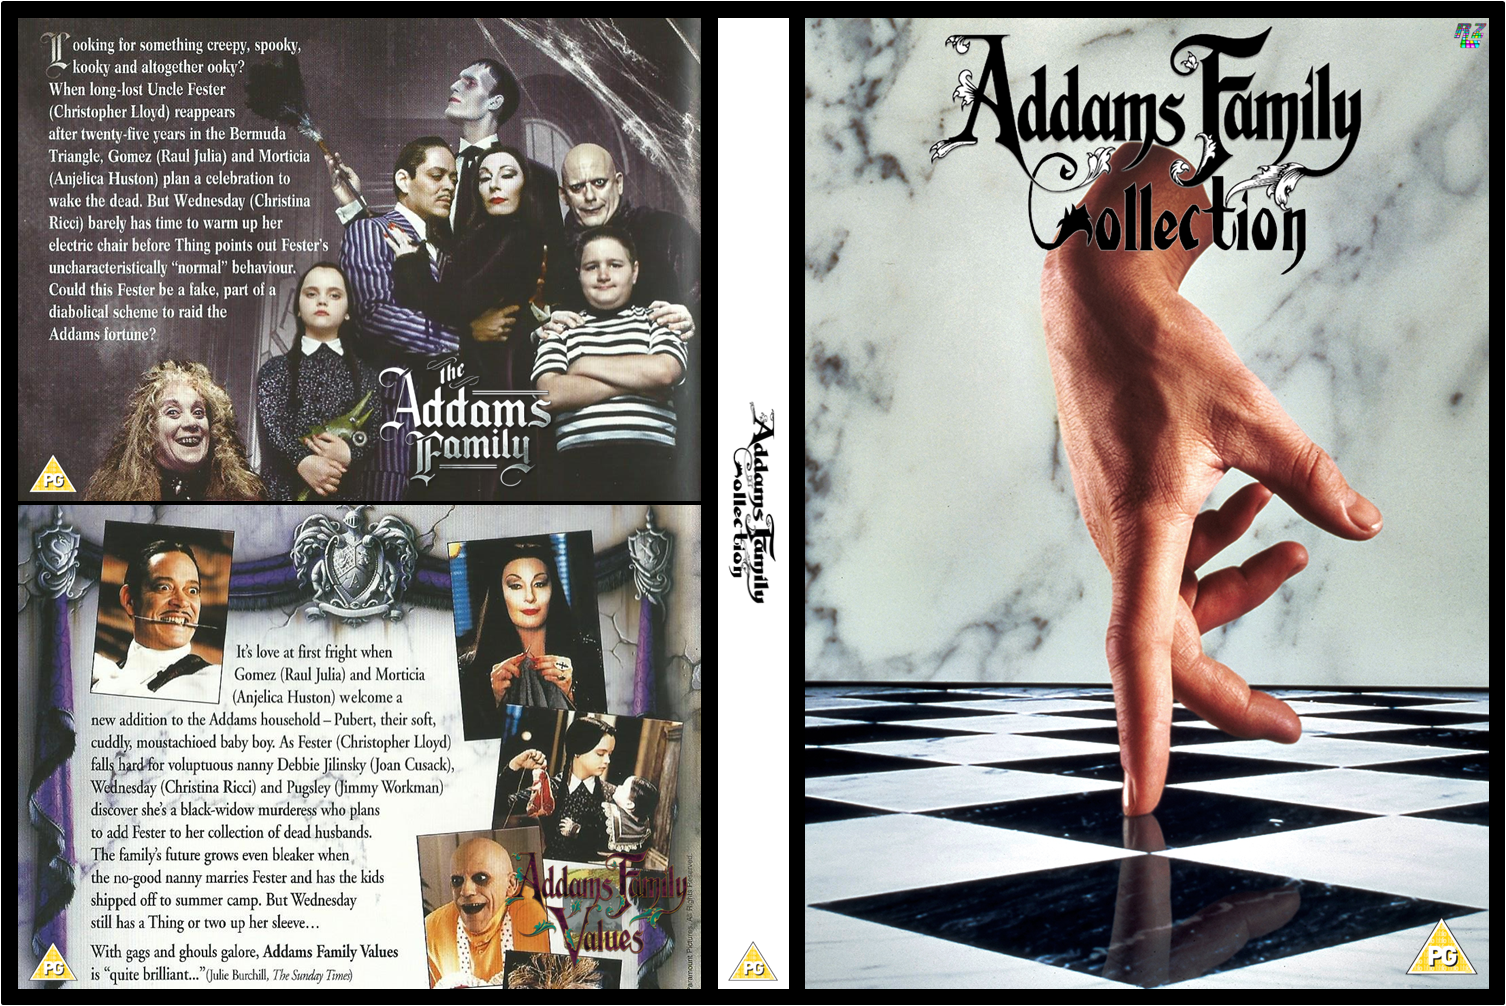 Looking for something creepy, spooky,
kooky and altogether ooky?
When long-lost Uncle Fester
(Christopher Lloyd) reappears
after twenty-five years in the Bermuda
Triangle, Gomez (Raul Julia) and Morticia
(Anjelica Huston) plan a celebration to
wake the dead. But Wednesday (Christina
Ricci) barely has time to warm up her
electric chair before Thing points out Fester's
uncharacteristically “normal” behaviour.
Could this Fester be a fake, part of a
diabolical scheme to raid the
Addams fortune?
The
Addams
Family
PG
It's love at first fright when
Gomez (Raul Julia) and Morticia
(Anjelica Huston) welcome a
new addition to the Addams household – Pubert, their soft,
cuddly, moustachioed baby boy. As Fester (Christopher Lloyd)
falls hard for voluptuous nanny Debbie Jilinsky (Joan Cusack),
Wednesday (Christina Ricci) and Pugsley (Jimmy Workman)
discover she's a black-widow murderess who plans
to add Fester to her collection of dead husbands.
The family's future grows even bleaker when
the no-good nanny marries Fester and has the kids
shipped off to summer camp. But Wednesday
still has a Thing or two up her sleeve…
With gags and ghouls galore, Addams Family Values
is “quite brilliant...” (Julie Burchill, The Sunday Times)
PG
Addams Family
Values
Paramount Pictures. All Rights Reserved.
Addams Family
Collection
PG
Addams Family
Collection
PG